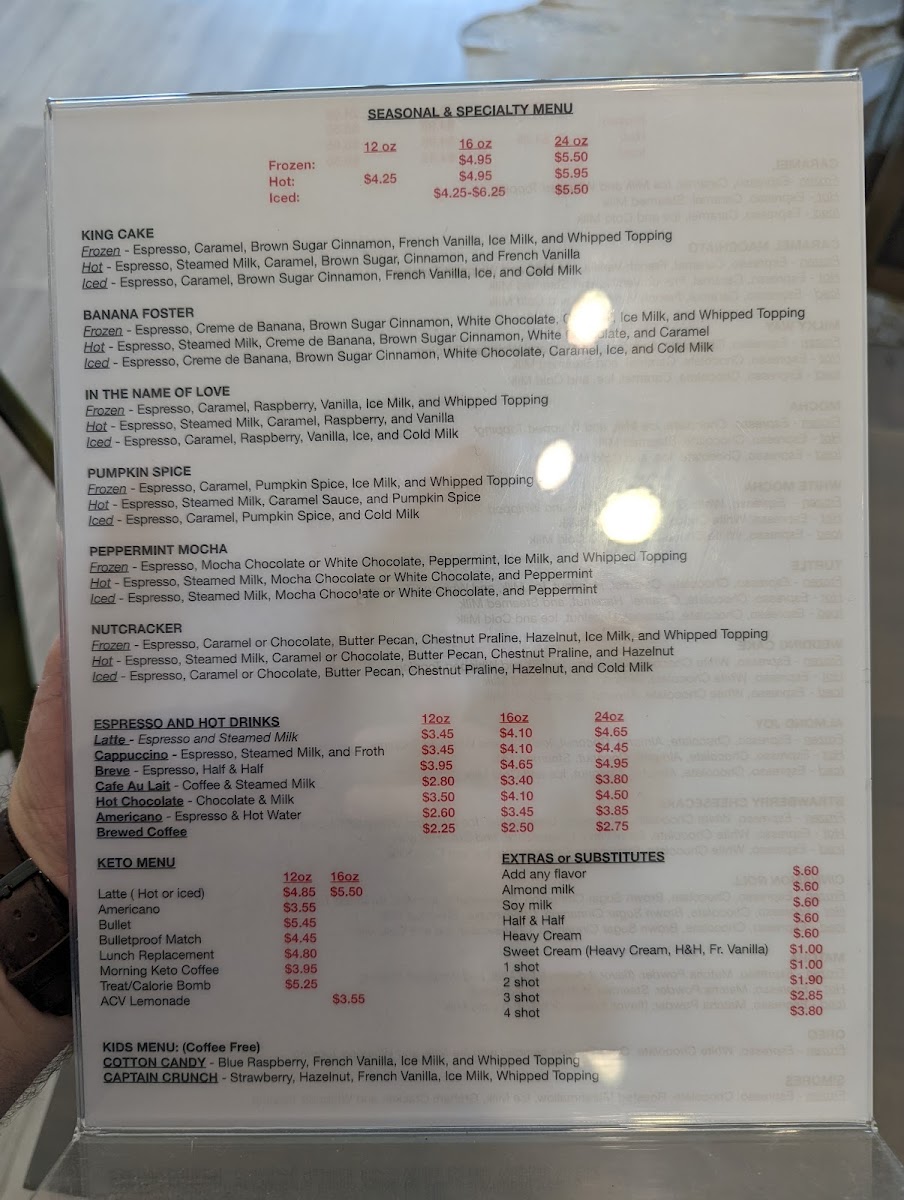 SEASONAL & SPECIALTY MENU
12 oz 16 oz 24 oz
Frozen: $4.95 $5.50
Hot: $4.25 $4.95 $5.95
Iced: $4.25-$6.25 $5.50
KING CAKE
Frozen - Espresso, Caramel, Brown Sugar Cinnamon, French Vanilla, Ice Milk, and Whipped Topping
Hot - Espresso, Steamed Milk, Caramel, Brown Sugar, Cinnamon, and French Vanilla
Iced - Espresso, Caramel, Brown Sugar Cinnamon, French Vanilla, Ice, and Cold Milk
BANANA FOSTER
Frozen - Espresso, Creme de Banana, Brown Sugar Cinnamon, White Chocolate, Ice Milk, and Whipped Topping
Hot - Espresso, Steamed Milk, Creme de Banana, Brown Sugar Cinnamon, White and Caramel
Iced - Espresso, Creme de Banana, Brown Sugar Cinnamon, White Chocolate, Caramel, Ice, and Cold Milk
IN THE NAME OF LOVE
Frozen - Espresso, Caramel, Raspberry, Vanilla, Ice Milk, and Whipped Topping
Hot - Espresso, Steamed Milk, Caramel, Raspberry, and Vanilla
Iced - Espresso, Caramel, Raspberry, Vanilla, Ice, and Cold Milk
PUMPKIN SPICE
Frozen - Espresso, Caramel, Pumpkin Spice, Ice Milk, and Whipped Topping
Hot - Espresso, Steamed Milk, Caramel Sauce, and Pumpkin Spice
Iced - Espresso, Caramel, Pumpkin Spice, and Cold Milk
PEPPERMINT MOCHA
Frozen - Espresso, Mocha Chocolate or White Chocolate, Peppermint, Ice Milk, and Whipped Topping
Hot - Espresso, Steamed Milk, Mocha Chocolate or White Chocolate, and Peppermint
Iced - Espresso, Steamed Milk, Mocha Chocolate or White Chocolate, and Peppermint
NUTCRACKER
Frozen - Espresso, Caramel or Chocolate, Butter Pecan, Chestnut Praline, Hazelnut, Ice Milk, and Whipped Topping
Hot - Espresso, Steamed Milk, Caramel or Chocolate, Butter Pecan, Chestnut Praline, and Hazelnut
Iced - Espresso, Caramel or Chocolate, Butter Pecan, Chestnut Praline, Hazelnut, and Cold Milk
ESPRESSO AND HOT DRINKS 12oz 16oz 24oz
Latte - Espresso and Steamed Milk $3.45 $4.10 $4.65
Cappuccino - Espresso, Steamed Milk, and Froth $3.45 $4.10 $4.45
Breve - Espresso, Half & Half $3.95 $4.65 $4.95
Cafe Au Lait - Coffee & Steamed Milk $2.80 $3.40 $3.80
Hot Chocolate - Chocolate & Milk $3.50 $4.10 $4.50
Americano - Espresso & Hot Water $2.60 $3.45 $3.85
Brewed Coffee $2.25 $2.50 $2.75
KETO MENU
12oz 16oz
Latte ( Hot or iced) $4.85 $5.50
Americano $3.55
Bullet $5.45
Bulletproof Match $4.45
Lunch Replacement $4.80
Morning Keto Coffee $3.95
Treat/Calorie Bomb $5.25
ACV Lemonade $3.55
EXTRAS or SUBSTITUTES
Add any flavor $.60
Almond milk $.60
Soy milk $.60
Half & Half $.60
Heavy Cream $.60
Sweet Cream (Heavy Cream, H&H, Fr. Vanilla) $1.00
1 shot $1.00
2 shot $1.90
3 shot $2.85
4 shot $3.80
KIDS MENU: (Coffee Free)
COTTON CANDY - Blue Raspberry, French Vanilla, Ice Milk, and Whipped Topping
CAPTAIN CRUNCH - Strawberry, Hazelnut, French Vanilla, Ice Milk, Whipped Topping